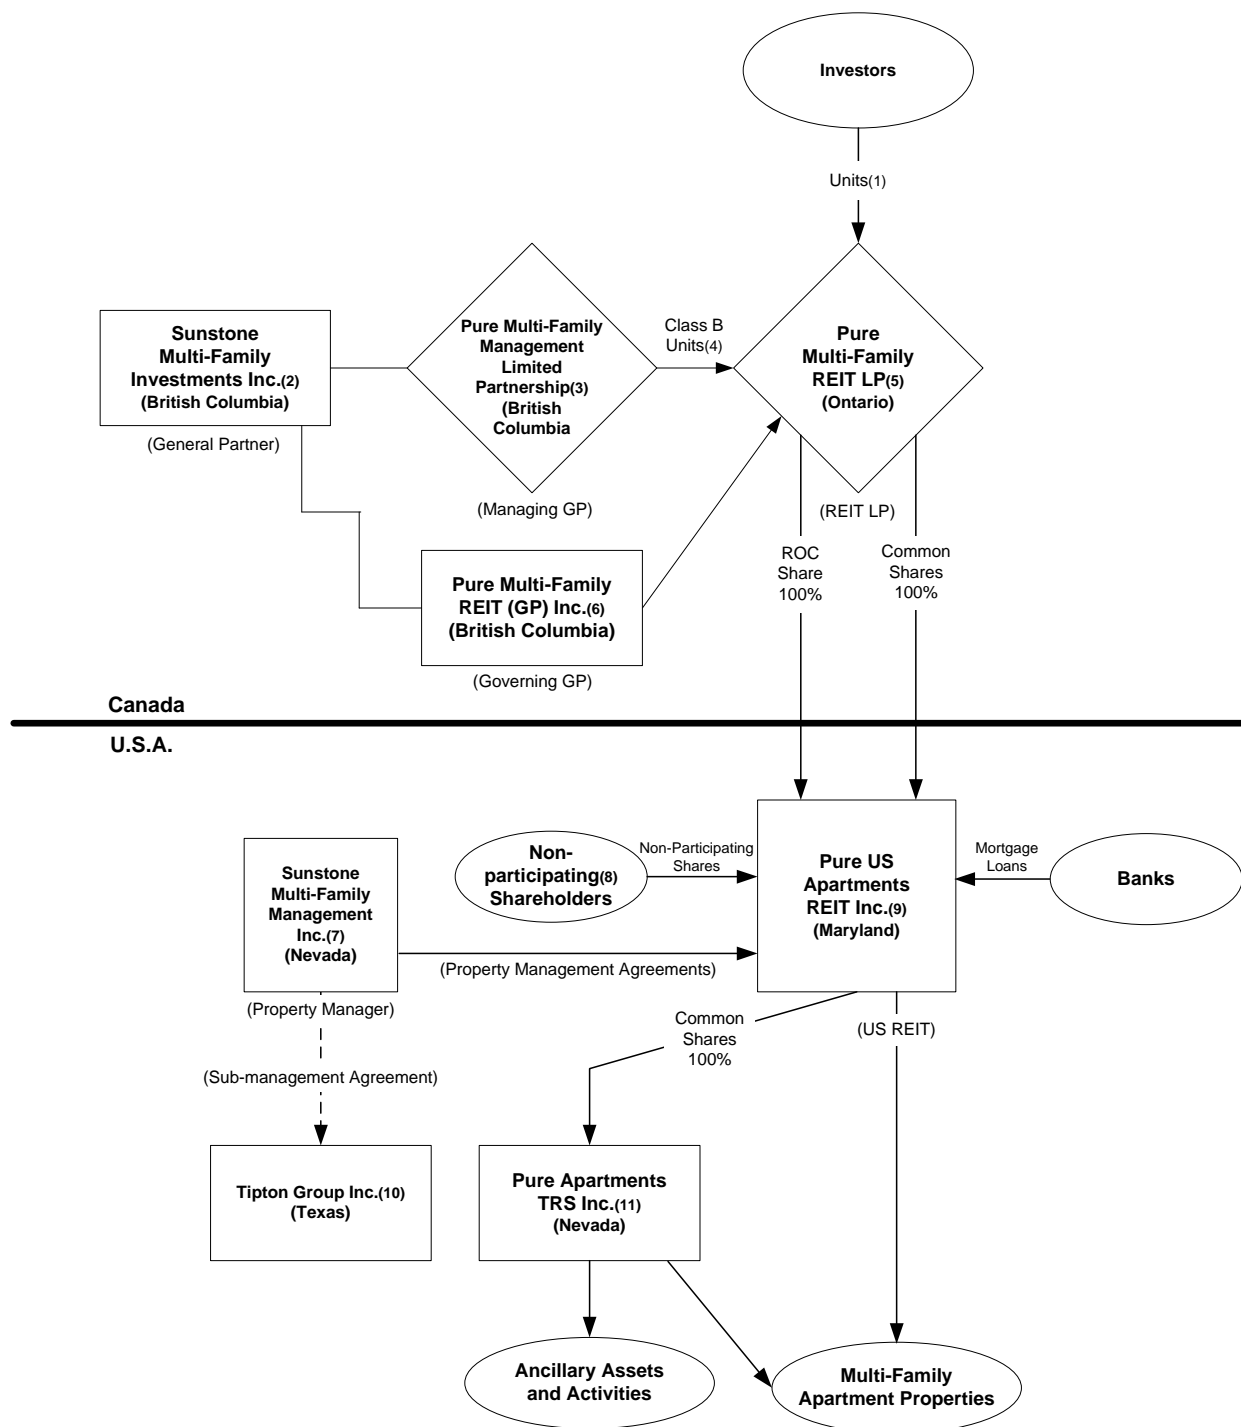 Investors
Units(1)
Sunstone
Multi-Family
Investments Inc.(2)
(British Columbia)
(General Partner)
Pure Multi-Family
Management
Limited
Partnership(3)
(British
Columbia
(Managing GP)
Class B
Units(4)
Pure
Multi-Family
REIT LP(5)
(Ontario)
(REIT LP)
ROC
Share
100%
Common
Shares
100%
Pure Multi-Family
REIT (GP) Inc.(6)
(British Columbia)
(Governing GP)
Canada
U.S.A.
Sunstone
Multi-Family
Management
Inc.(7)
(Nevada)
(Property Manager)
Non-
participating(8)
Shareholders
Non-Participating
Shares
(Property Management Agreements)
Pure US
Apartments
REIT Inc.(9)
(Maryland)
Mortgage
Loans
Banks
(US REIT)
Common
Shares
100%
(Sub-management Agreement)
Tipton Group Inc.(10)
(Texas)
Pure Apartments
TRS Inc.(11)
(Nevada)
Ancillary Assets
and Activities
Multi-Family
Apartment Properties